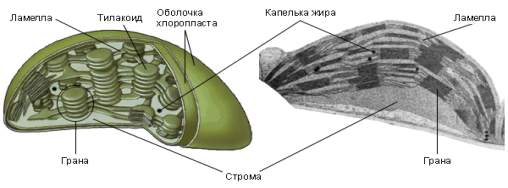 Ламелла
Тилакоид
Оболочка
хлоропласта
Капелька жира
Ламелла
Грана
Строма
Грана